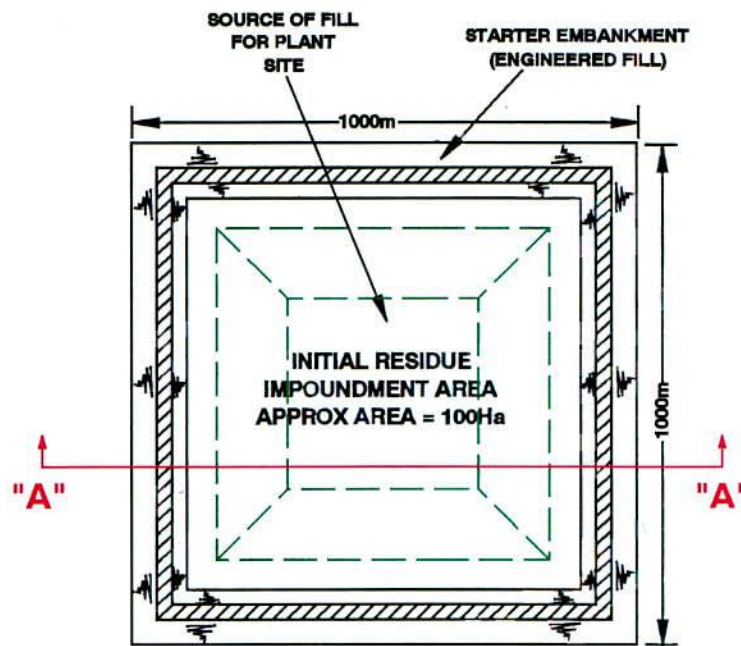 SOURCE OF FILL
FOR PLANT
SITE
STARTER EMBANKMENT
(ENGINEERED FILL)
1000m
INITIAL RESIDUE
IMPOUNDMENT AREA
APPROX AREA = 100Ha
1000m
"A"
"A"